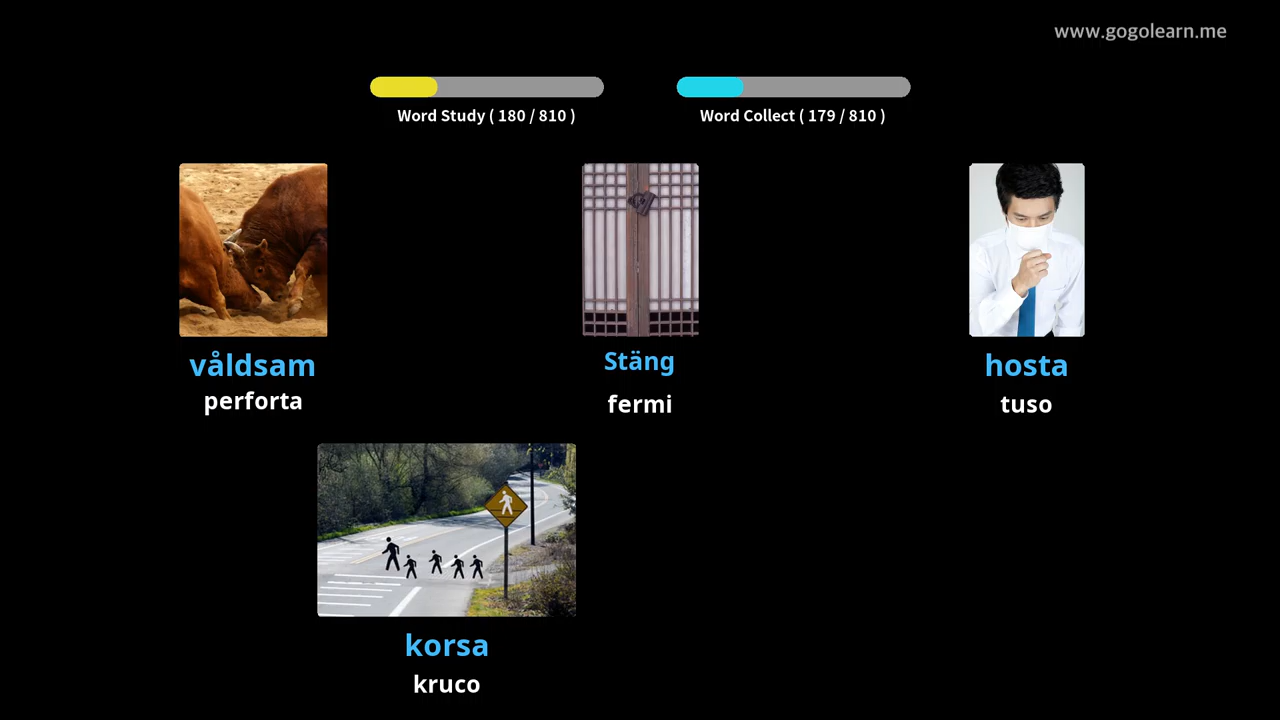 www.gogolearn.me
Word Study ( 180 / 810 )
Word Collect ( 179 / 810 )
våldsam
perforta
Stäng
fermi
hosta
tuso
korsa
kruco